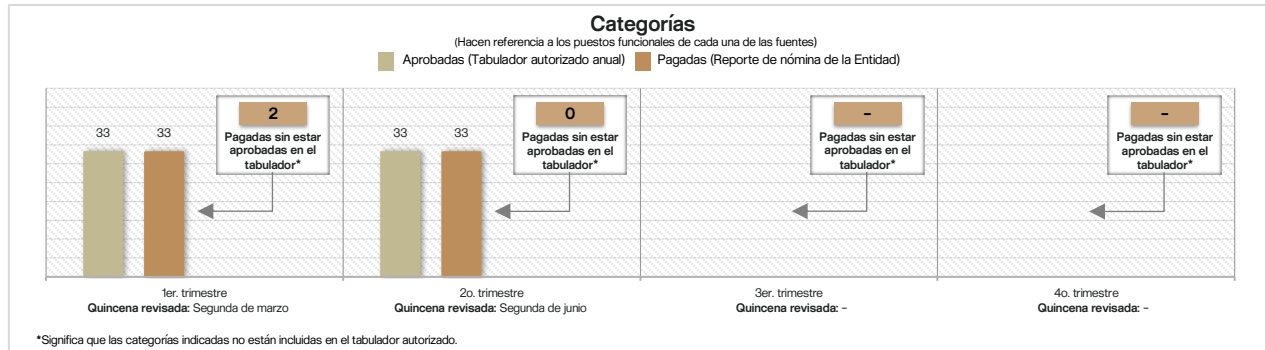 Categorías
(Hacen referencia a los puestos funcionales de cada una de las fuentes)
Aprobadas (Tabulador autorizado anual)
Pagadas (Reporte de nómina de la Entidad)
33
33
2
Pagadas sin estar
aprobadas en el
tabulador*
33
33
0
Pagadas sin estar
aprobadas en el
tabulador*
–
Pagadas sin estar
aprobadas en el
tabulador*
–
Pagadas sin estar
aprobadas en el
tabulador*
1er. trimestre
Quincena revisada: Segunda de marzo
2o. trimestre
Quincena revisada: Segunda de junio
3er. trimestre
Quincena revisada: –
4o. trimestre
Quincena revisada: –
*Significa que las categorías indicadas no están incluidas en el tabulador autorizado.